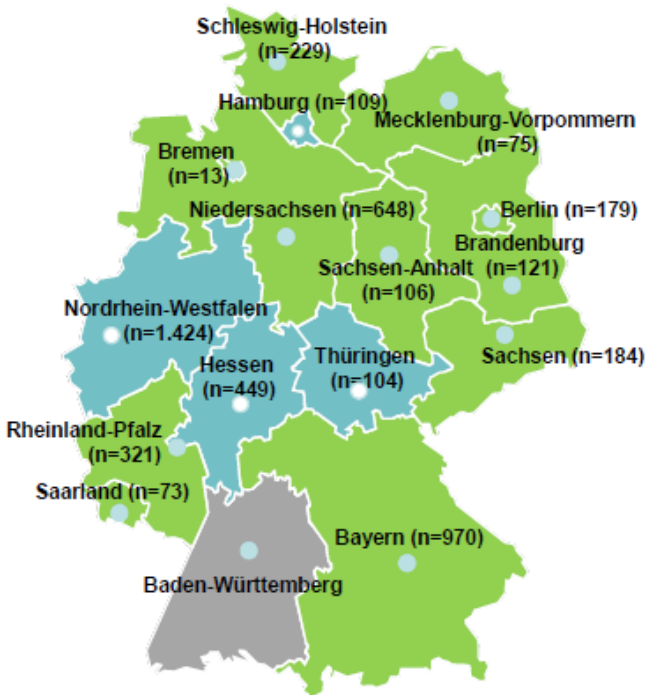 Schleswig-Holstein
(n=229)
Hamburg (n=109)
Mecklenburg-Vorpommern
(n=75)
Bremen
(n=13)
Niedersachsen (n=648)
Berlin (n=179)
Brandenburg
(n=121)
Sachsen-Anhalt
(n=106)
Nordrhein-Westfalen
(n=1.424)
Hessen
(n=449)
Thüringen
(n=104)
Sachsen (n=184)
Rheinland-Pfalz
(n=321)
Saarland (n=73)
Bayern (n=970)
Baden-Württemberg